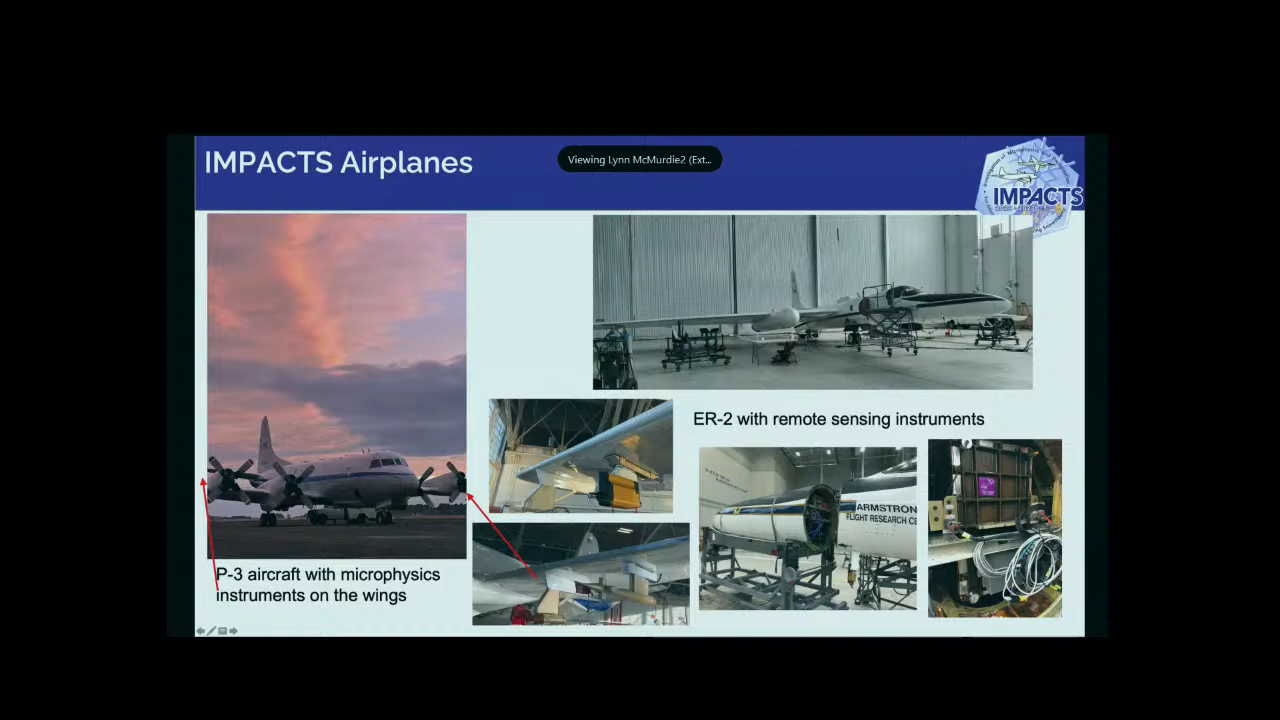 IMPACTS Airplanes
Viewing Lynn McMurdie2 (Ext...
IMPACTS
ER-2 with remote sensing instruments
ARMSTRON
FLIGHT RESEARCH CE
P-3 aircraft with microphysics
instruments on the wings